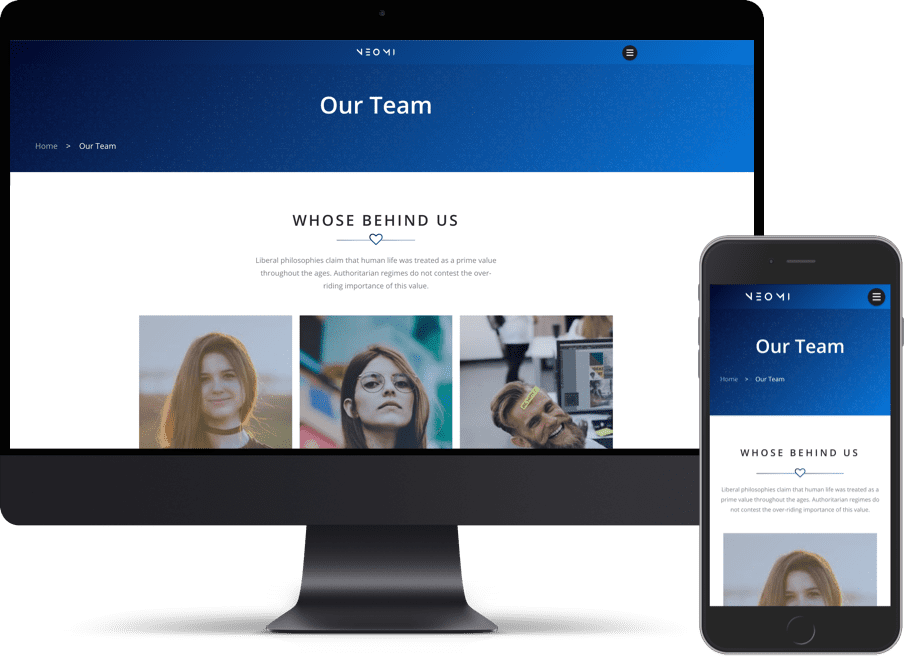 NEOMI
Our Team
Home > Our Team
WHOSE BEHIND US
Liberal philosophies claim that human life was treated as a prime value
throughout the ages. Authoritarian regimes do not contest the over-
riding importance of this value.
NEOMI
Our Team
Home > Our Team
WHOSE BEHIND US
Liberal philosophies claim that human life was treated as a
prime value throughout the ages. Authoritarian regimes do
not contest the over-riding importance of this value.